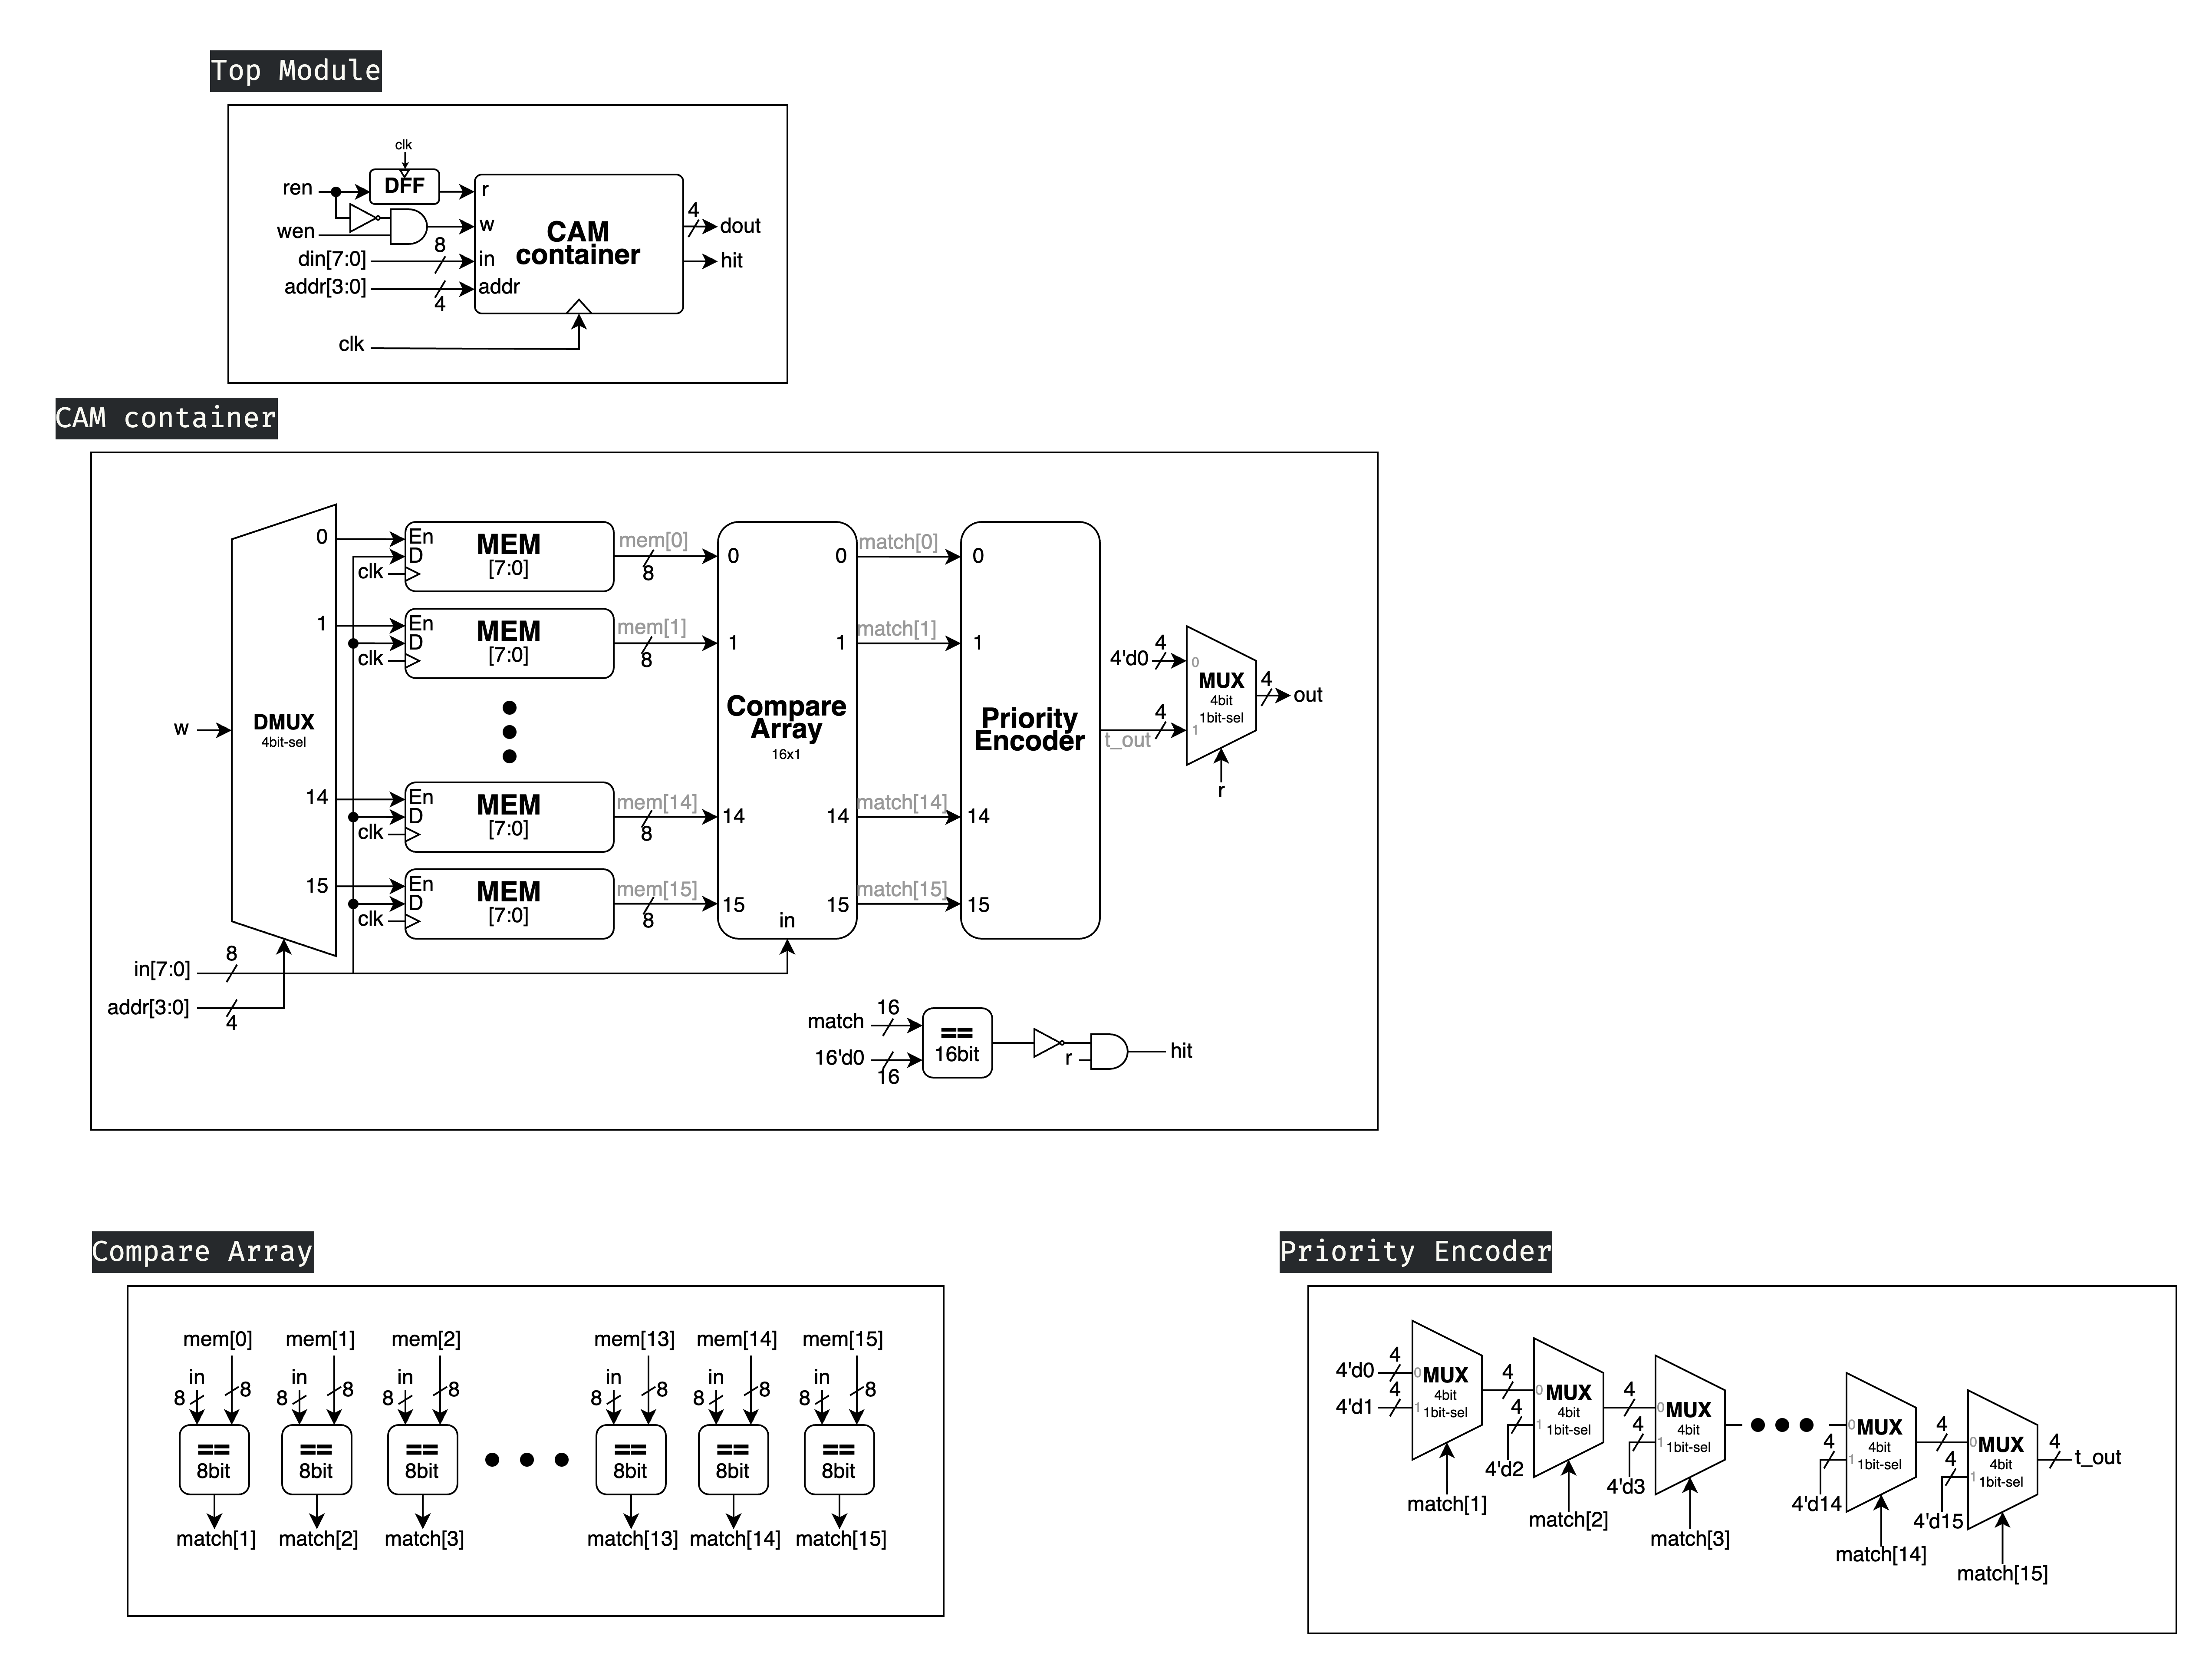 Top Module
clk
ren
DFF
r
wen
w
CAM
container
4
dout
din[7:0]
8
in
hit
addr[3:0]
4
addr
clk
CAM container
0
En
D
clk
MEM
[7:0]
mem[0]
8
0
0
match[0]
0
1
En
D
clk
MEM
[7:0]
mem[1]
8
1
1
match[1]
1
w
DMUX
4bit-sel
Compare
Array
16x1
Priority
Encoder
4'd0
4
0
MUX
4bit
1bit-sel
4
out
t_out
4
1
r
14
En
D
clk
MEM
[7:0]
mem[14]
8
14
14
match[14]
14
15
En
D
clk
MEM
[7:0]
mem[15]
8
15
15
match[15]
15
in
in[7:0]
8
addr[3:0]
4
match
16
16'd0
16
==
16bit
r
hit
Compare Array
mem[0] mem[1] mem[2] mem[13] mem[14] mem[15]
in in in in in in
8 8 8 8 8 8 8 8 8 8 8 8
== == == == == ==
8bit 8bit 8bit 8bit 8bit 8bit
match[1] match[2] match[3] match[13] match[14] match[15]
Priority Encoder
4'd0
4
0
4'd1
4
1
MUX
4bit
1bit-sel
match[1]
4
0
4
1
4'd2
MUX
4bit
1bit-sel
match[2]
4
0
4
1
4'd3
MUX
4bit
1bit-sel
match[3]
0
4
1
4'd14
MUX
4bit
1bit-sel
match[14]
4
0
4
1
4'd15
MUX
4bit
1bit-sel
match[15]
4
t_out